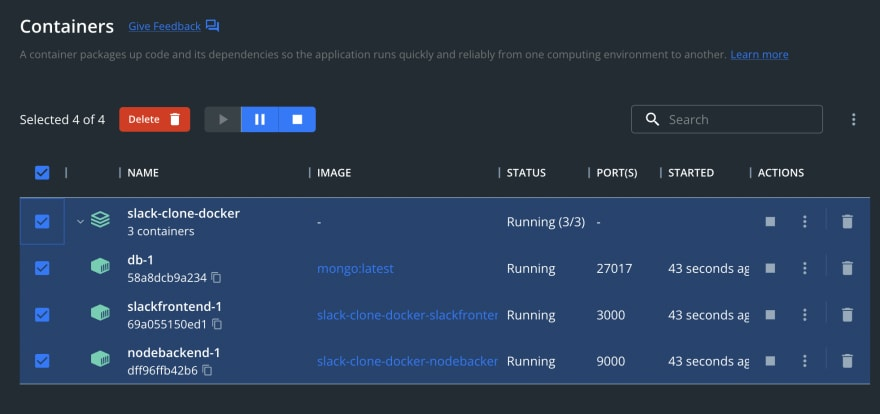 Containers Give Feedback
A container packages up code and its dependencies so the application runs quickly and reliably from one computing environment to another. Learn more
Selected 4 of 4 Delete Search
NAME IMAGE STATUS PORT(S) STARTED ACTIONS
slack-clone-docker - Running (3/3) -
3 containers
db-1
58a8dcb9a234 mongo:latest Running 27017 43 seconds ag
slackfrontend-1
69a055150ed1 slack-clone-docker-slackfronter Running 3000 43 seconds ag
nodebackend-1
dff96ffb42b6 slack-clone-docker-nodebacker Running 9000 43 seconds ag